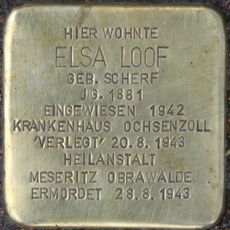 HIER WOHNTE
ELSA LOOF
GEB. SCHERF
JG. 1881
EINGEWIESEN 1942
KRANKENHAUS OCHSENZOLL
'VERLEGT' 20.8.1943
HEILANSTALT
MESERITZ OBRAWALDE
ERMORDET 28.8.1943